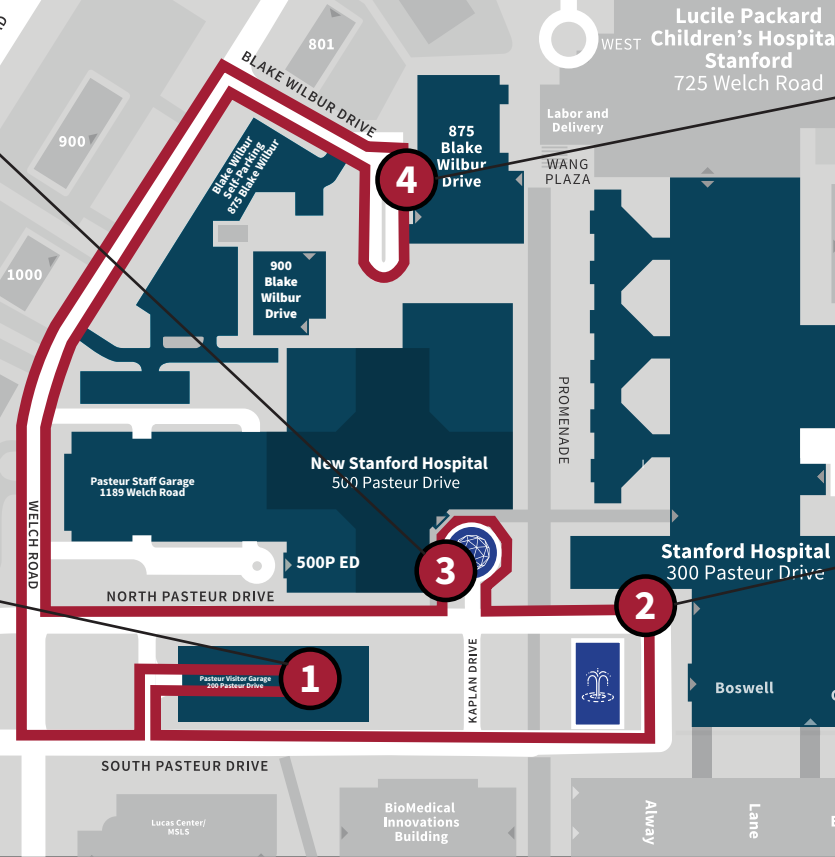 801
BLAKE WILBUR DRIVE
Lucile Packard
Children's Hospita
Stanford
725 Welch Road
WEST
Labor and
Delivery
WANG
PLAZA
875
Blake
Wilbur
Drive
4
900
Blake Wilbur
Self-Parking
875 Blake Wilbur
1000
900
Blake
Wilbur
Drive
PROMENADE
New Stanford Hospital
500 Pasteur Drive
Pasteur Staff Garage
1189 Welch Road
WELCH ROAD
500P ED
3
Stanford Hospital
300 Pasteur Drive
NORTH PASTEUR DRIVE
2
KAPLAN DRIVE
Pasteur Visitor Garage
200 Pasteur Drive
1
Boswell
SOUTH PASTEUR DRIVE
Lucas Center/
MSLS
BioMedical
Innovations
Building
Alway
Lane